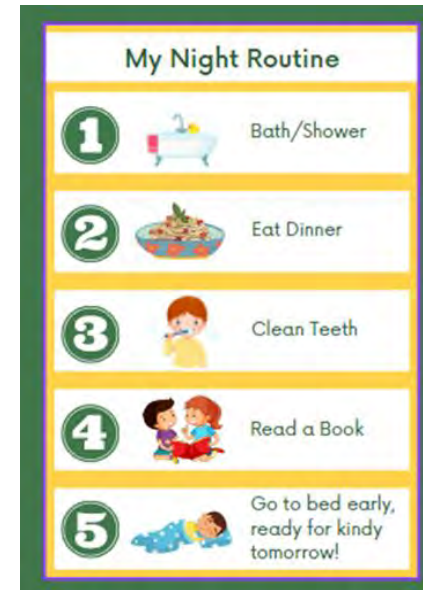 My Night Routine
1
Bath/Shower
2
Eat Dinner
3
Clean Teeth
4
Read a Book
5
Go to bed early,
ready for kindy
tomorrow!